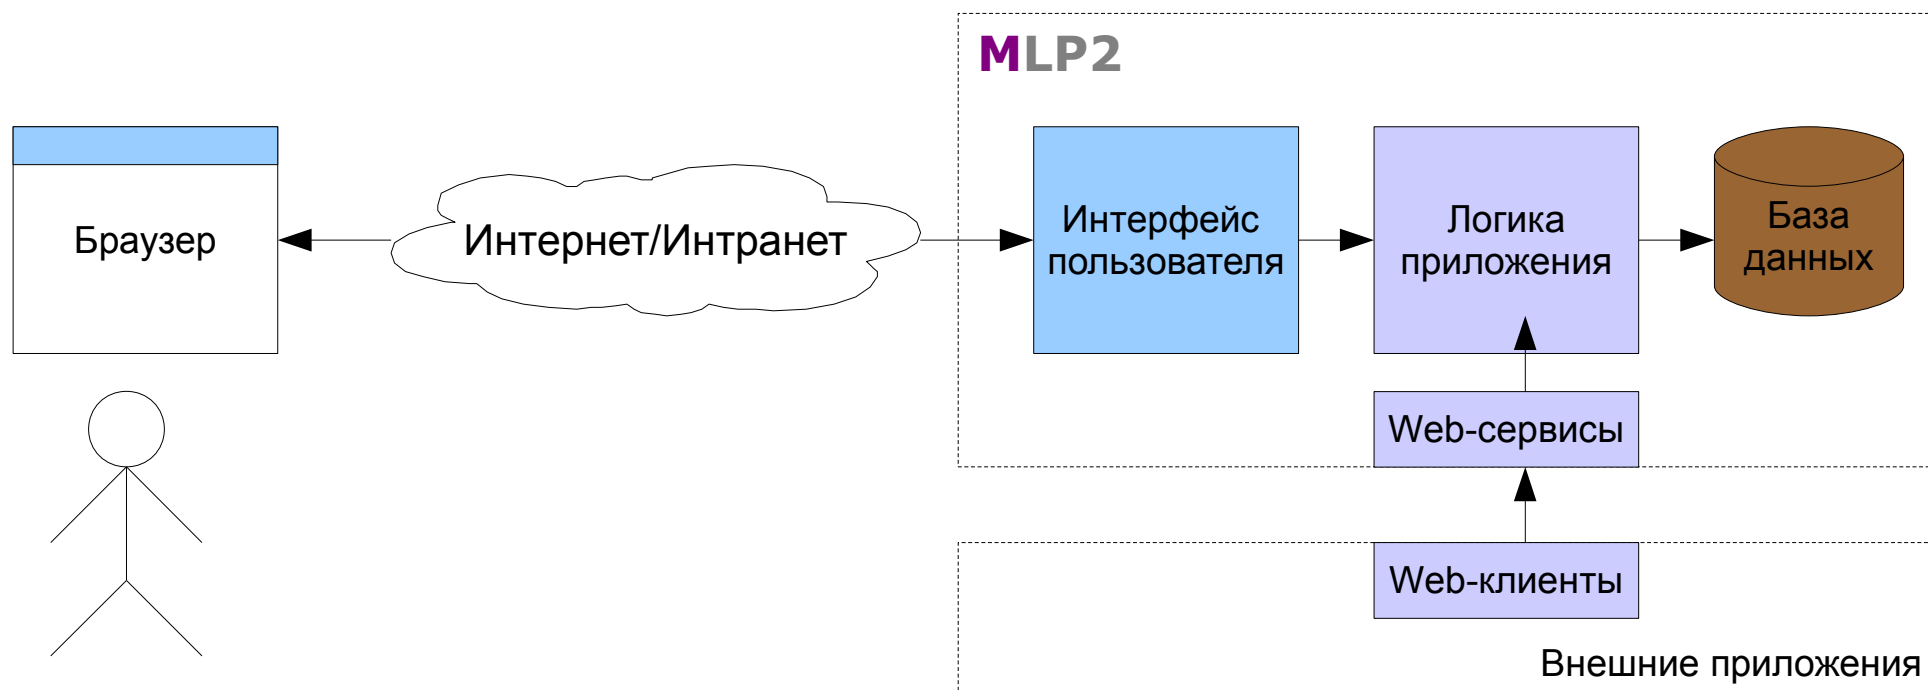 MLP2
Браузер
Интернет/Интранет
Интерфейс
пользователя
Логика
приложения
База
данных
Web-сервисы
Web-клиенты
Внешние приложения